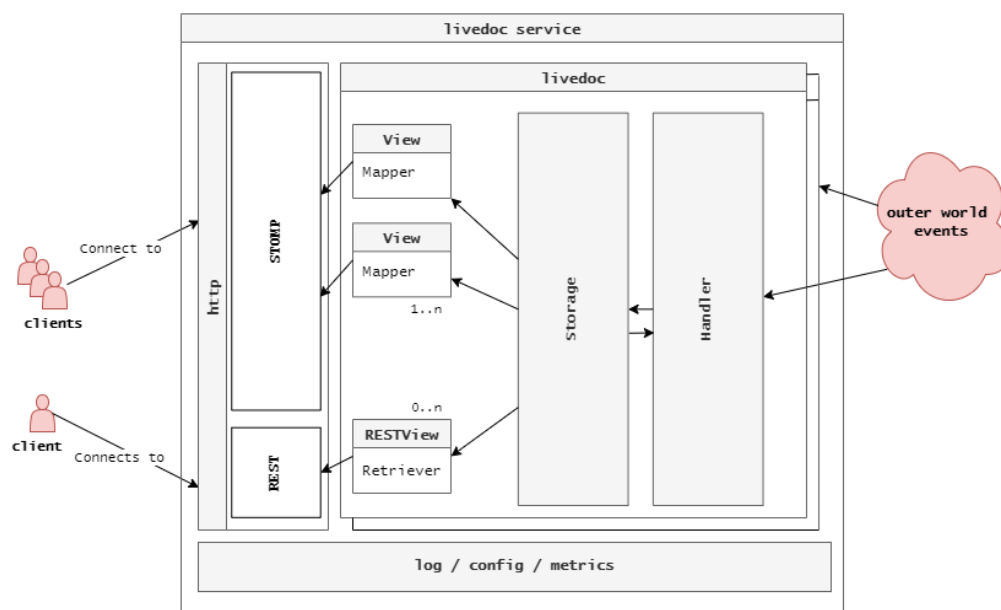 livedoc service
livedoc
http
STOMP
View
Mapper
View
Mapper
1..n
Storage
Handler
outer world
events
Connect to
clients
0..n
RESTView
Retriever
REST
client
Connects to
log / config / metrics